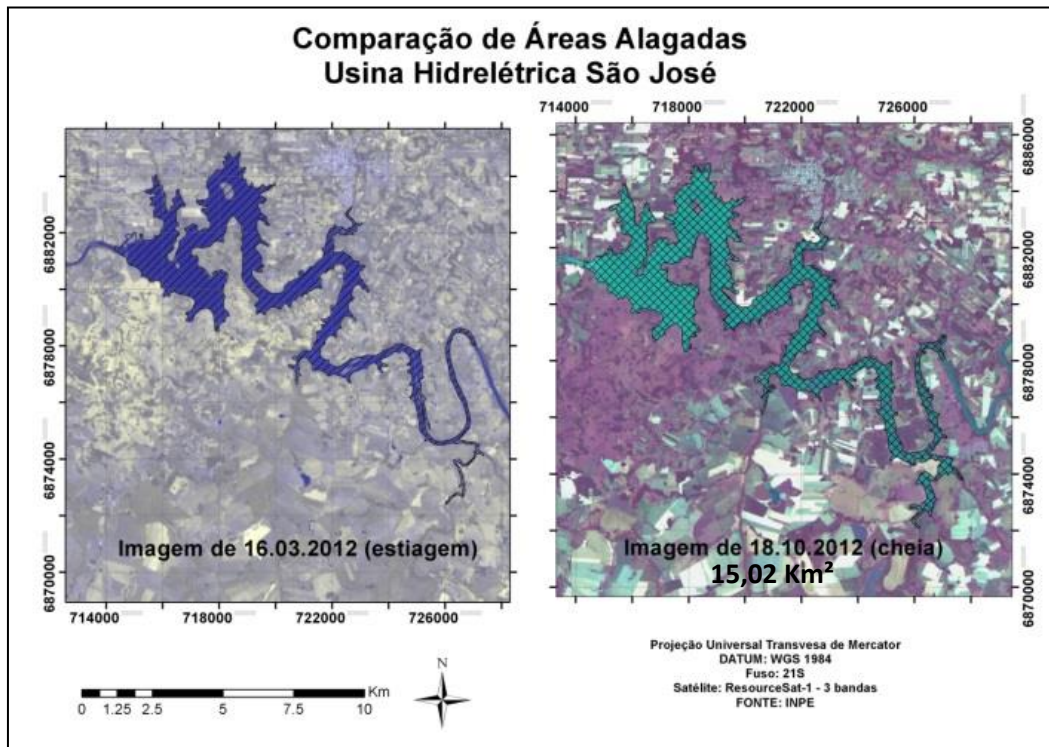 Comparação de Áreas Alagadas
Usina Hidrelétrica São José
714000 718000 722000 726000
6886000
6882000
6878000
6874000
6870000
6882000
6878000
6874000
6870000
Imagem de 16.03.2012 (estiagem)
Imagem de 18.10.2012 (cheia)
15,02 Km²
714000 718000 722000 726000
Projeção Universal Transvesa de Mercator
DATUM: WGS 1984
Fuso: 21S
Satélite: ResourceSat-1 - 3 bandas
FONTE: INPE
N
Km
0 1.25 2.5 5 7.5 10